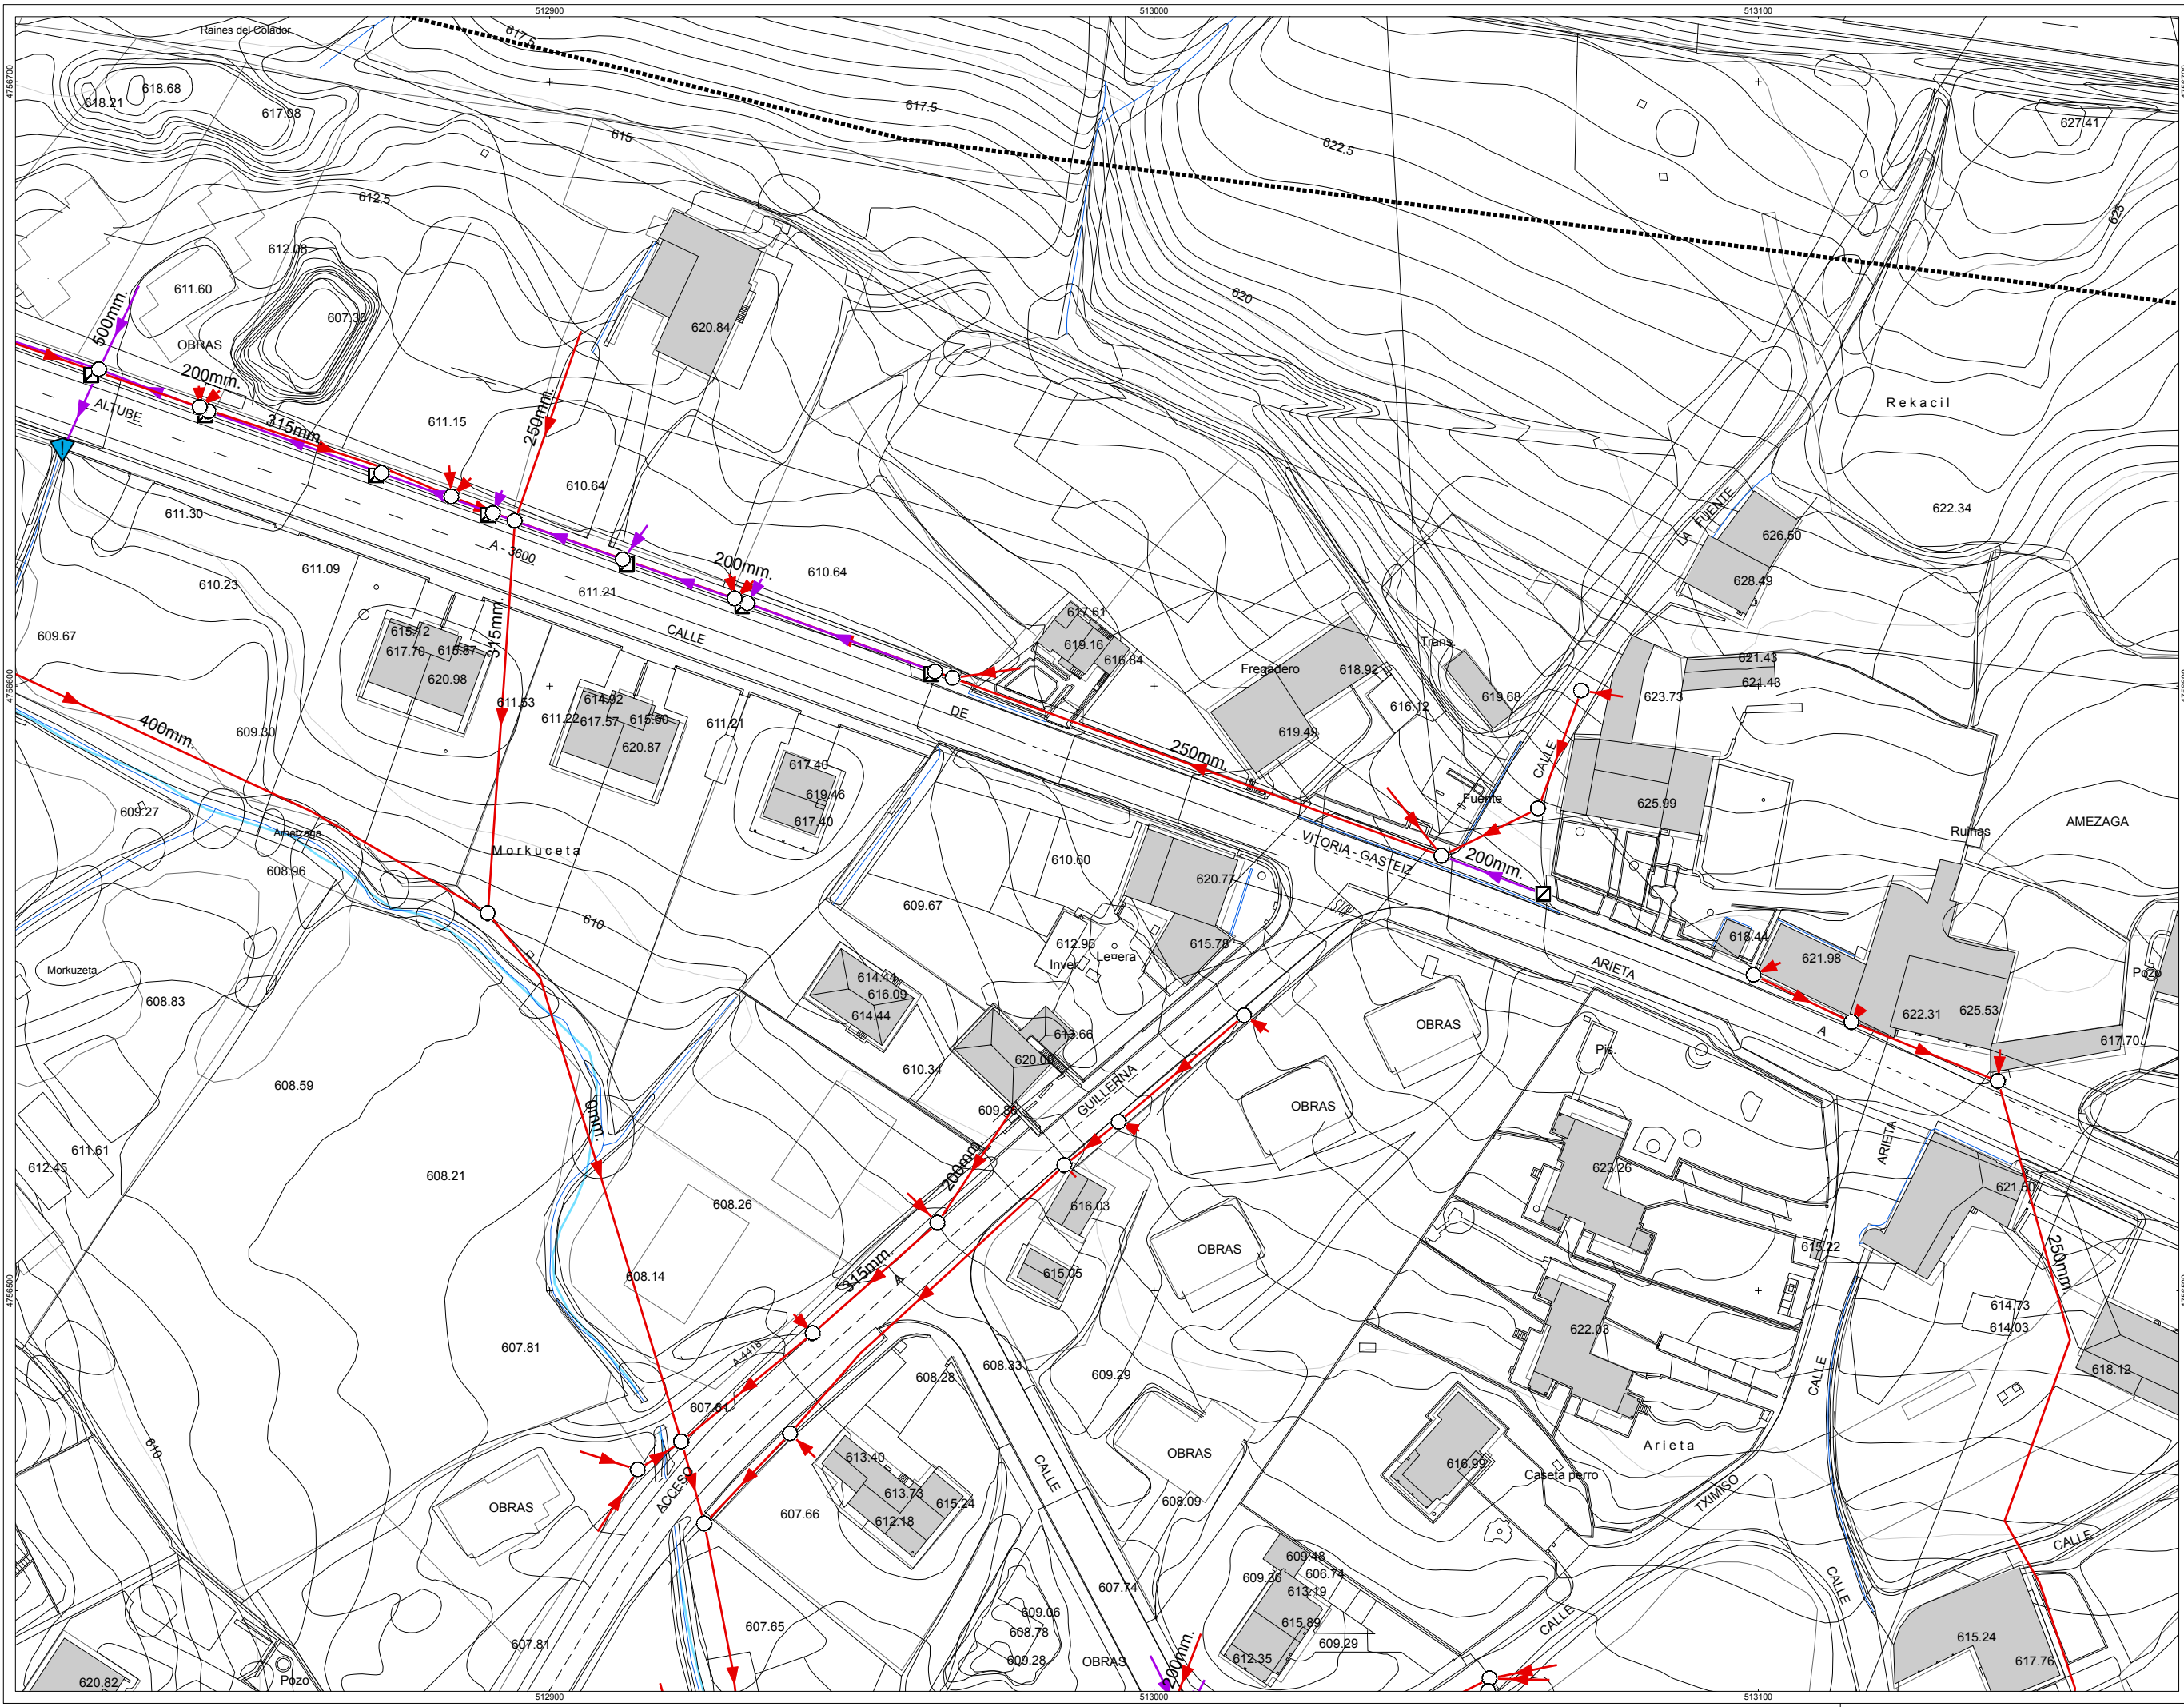 512900
513000
513100
Raines del Colador
617.5
4756700
618.21
618.68
617.98
615
617.5
622.5
627.41
612.5
625
612.08
611.60
607.35
620.84
620
500mm.
OBRAS
200mm.
ALTUBE
315mm.
611.15
250mm.
610.64
Rekacil
611.30
A - 3600
200mm.
610.64
622.34
LA FUENTE
626.50
628.49
610.23
611.09
611.21
609.67
CALLE
315mm.
615.12
617.70
615.87
620.98
617.61
619.16
616.84
Fregadero
618.92
Trans.
621.43
621.43
623.73
619.68
616.12
4756600
611.53
614.92
611.22
617.57
615.60
620.87
611.21
DE
619.49
400mm.
609.30
617.40
619.46
617.40
250mm.
CALLE
Fuente
625.99
609.27
Ametzaga
Morkuceta
VITORIA - GASTEIZ
200mm.
Ruinas
AMEZAGA
608.96
610.60
620.77
609.67
610
STOP
612.95
Inver.
Le¤era
615.78
618.44
621.98
ARIETA
Pozo
Morkuzeta
608.83
614.44
616.09
614.44
622.31
625.53
OBRAS
A
617.70
613.66
620.00
Pis.
608.59
610.34
GUILLERNA
OBRAS
0mm.
609.86
611.61
612.45
200mm.
608.21
623.26
ARIETA
621.50
608.26
616.03
OBRAS
615.22
250mm.
315mm.
608.14
A
615.05
4756500
614.73
614.03
607.81
A-4418
622.03
618.12
608.33
608.28
609.29
CALLE
607.61
610
613.40
OBRAS
Arieta
616.99
Caseta perro
TXIMISO
CALLE
ACCESO
OBRAS
613.73
615.24
612.18
607.66
608.09
CALLE
609.48
606.74
609.36
613.19
607.74
CALLE
609.06
608.78
615.89
607.65
607.81
609.28
OBRAS
200mm.
612.35
609.29
CALLE
615.24
617.76
620.82
Pozo
512900
513000
513100